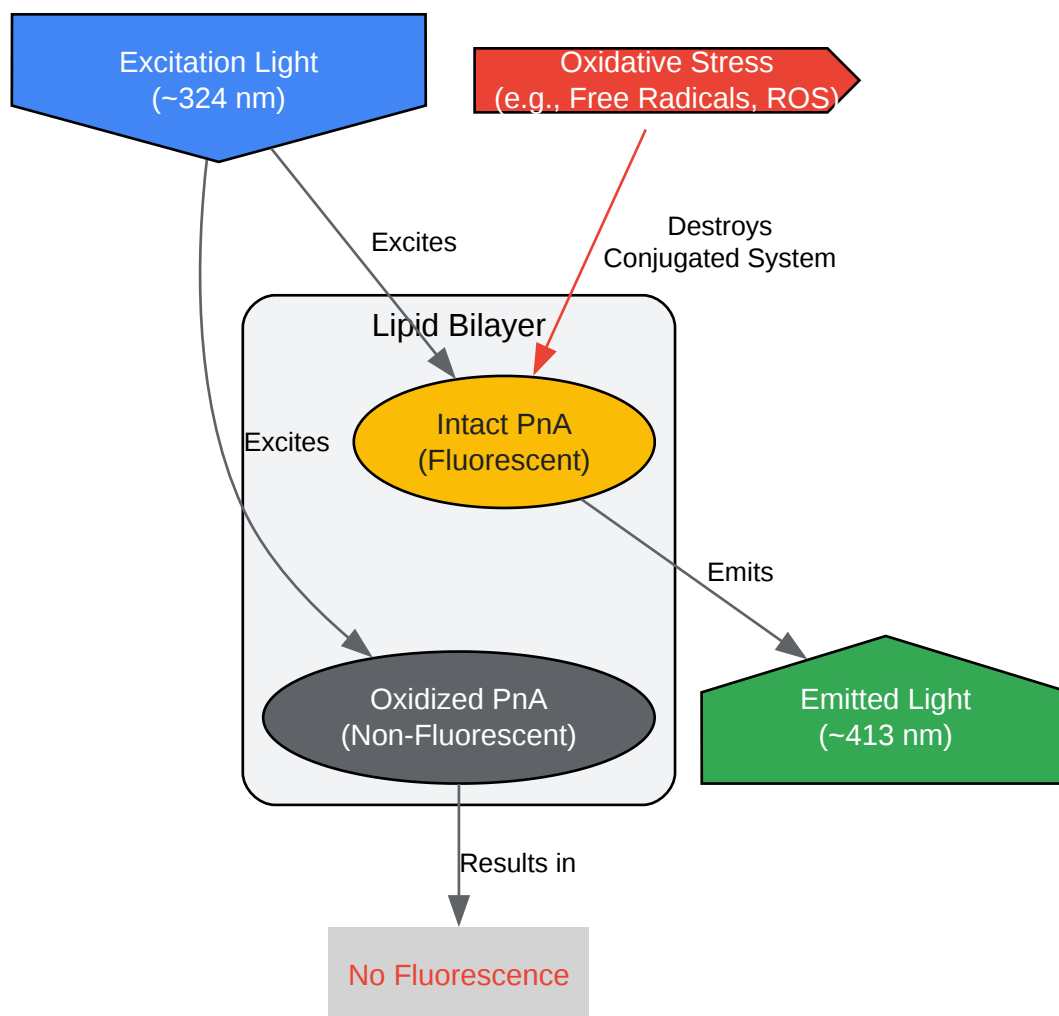 Excitation Light
(~324 nm)
Oxidative Stress
(e.g., Free Radicals, ROS)
Excites
Destroys
Conjugated System
Lipid Bilayer
Intact PnA
(Fluorescent)
Excites
Emits
Oxidized PnA
(Non-Fluorescent)
Emitted Light
(~413 nm)
Results in
No Fluorescence